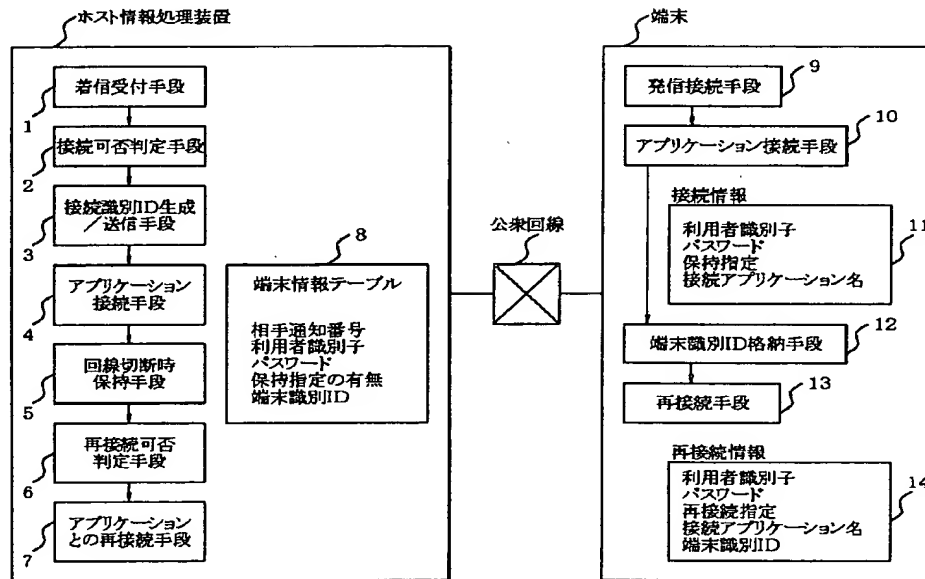 ホスト情報処理装置
着信受付手段
1
接続可否判定手段
2
接続識別ID生成
／送信手段
3
アプリケーション
接続手段
4
回線切断時
保持手段
5
再接続可否
判定手段
6
アプリケーション
との再接続手段
7
8
端末情報テーブル
相手通知番号
利用者識別子
パスワード
保持指定の有無
端末識別ID
公衆回線
端末
発信接続手段
9
アプリケーション接続手段
10
接続情報
利用者識別子
パスワード
保持指定
接続アプリケーション名
11
端末識別ID格納手段
12
再接続手段
13
再接続情報
利用者識別子
パスワード
再接続指定
接続アプリケーション名
端末識別ID
14